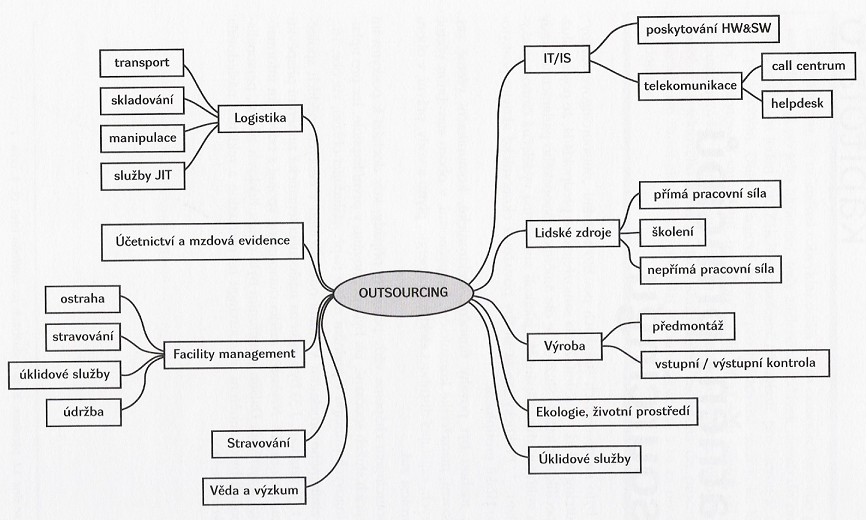 transport
skladování
manipulace
služby JIT
Logistika
Účetnictví a mzdová evidence
ostraha
stravování
úklidové služby
údržba
Facility management
Stravování
Věda a výzkum
OUTSOURCING
IT/IS
poskytování HW&SW
telekomunikace
call centrum
helpdesk
Lidské zdroje
přímá pracovní síla
školení
nepřímá pracovní síla
Výroba
předmontáž
vstupní / výstupní kontrola
Ekologie, životní prostředí
Úklidové služby